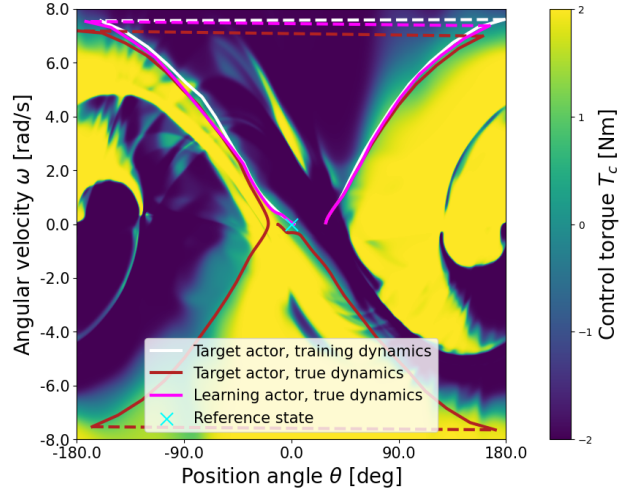 8.0
6.0
4.0
2.0
0.0
-2.0
-4.0
-6.0
-8.0
Angular velocity ω [rad/s]
Target actor, training dynamics
Target actor, true dynamics
Learning actor, true dynamics
Reference state
-180.0 -90.0 0.0 90.0 180.0
Position angle θ [deg]
2
1
0
−1
−2
Control torque T_c [Nm]